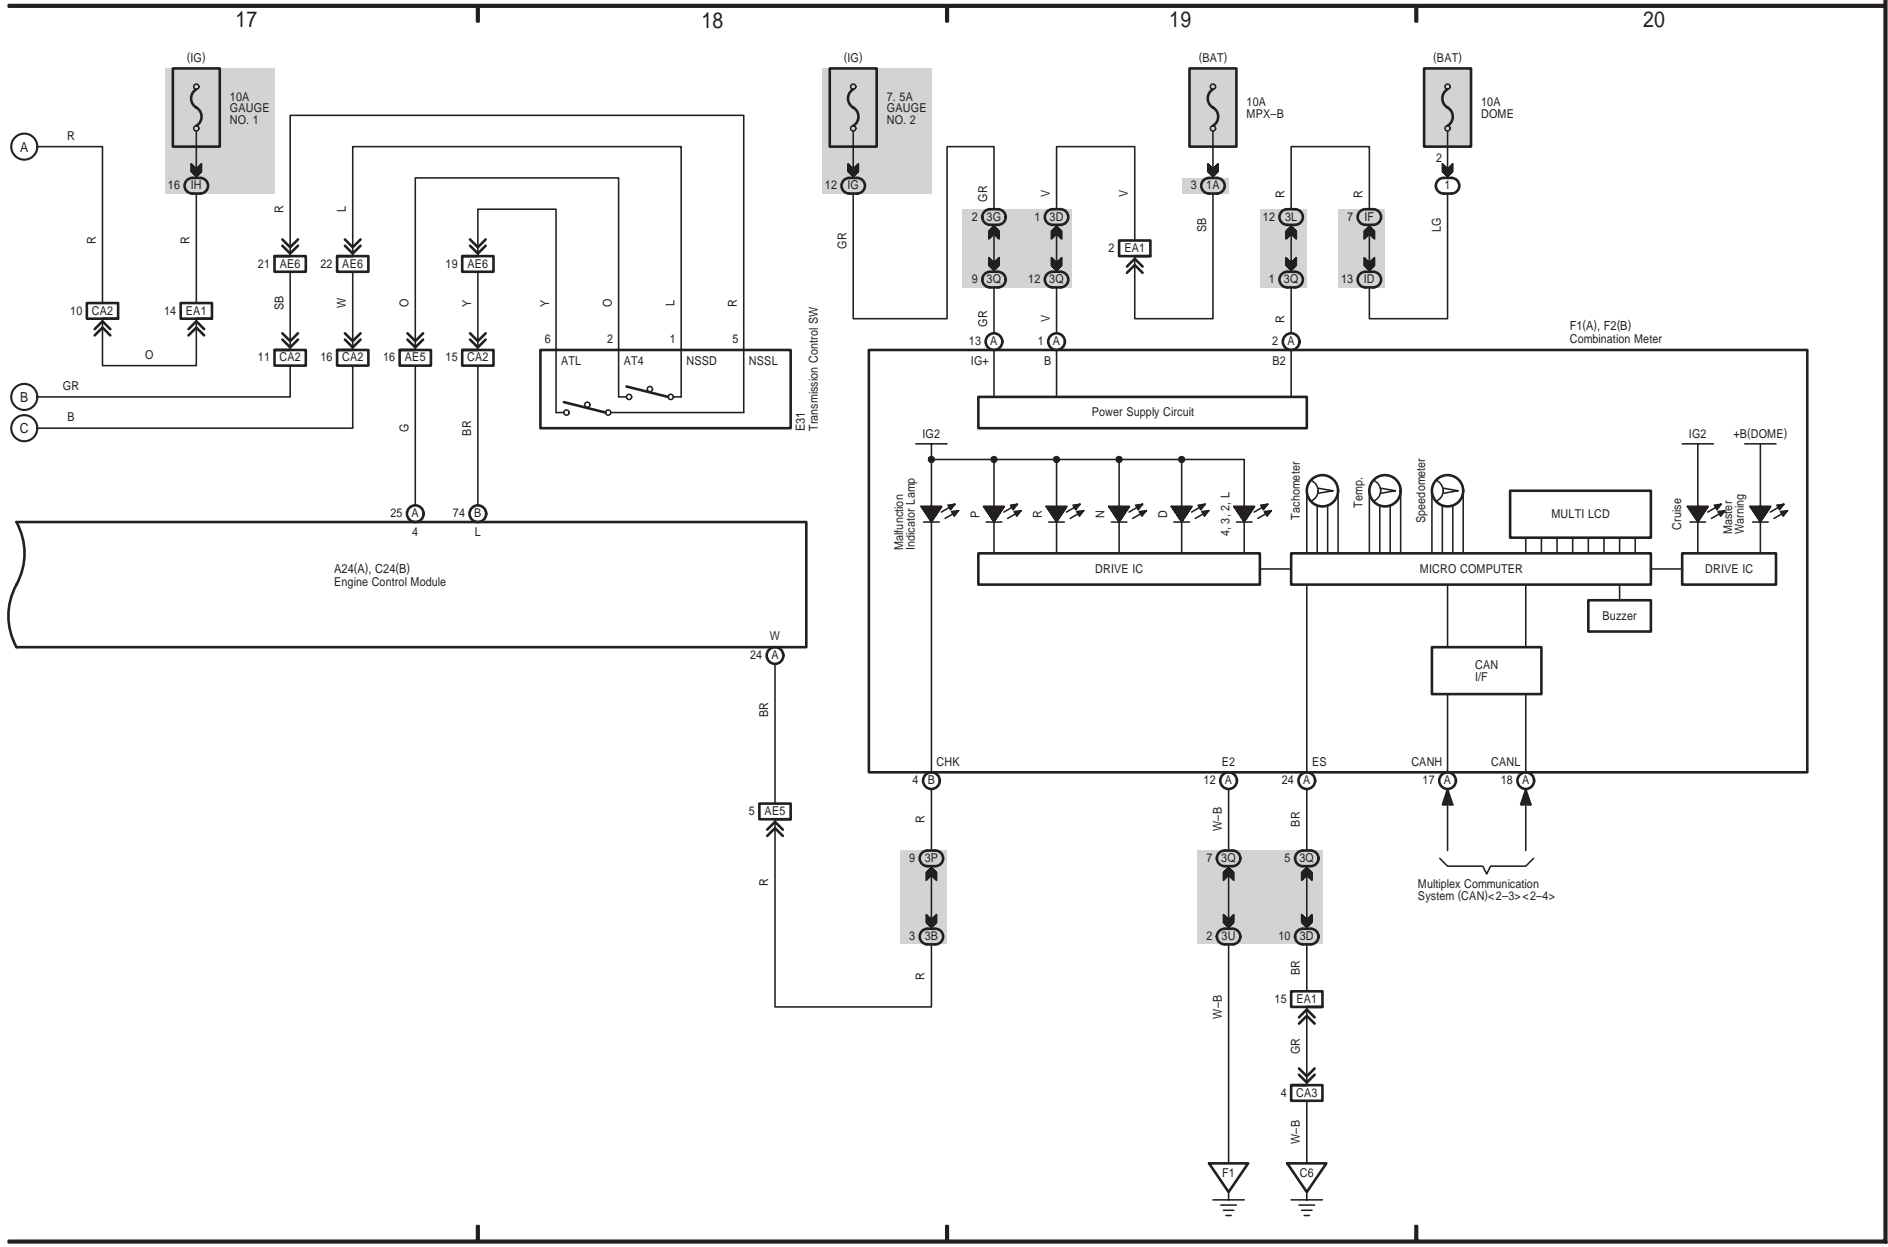 17
18
19
20
(IG)
10A
GAUGE
NO. 1
16 IH
(IG)
7. 5A
GAUGE
NO. 2
12 IG
(BAT)
10A
MPX–B
3 1A
(BAT)
10A
DOME
2
1
A
R
R
R
R
L
GR
GR
V
V
SB
R
R
LG
2 3G
1 3D
12 3L
7 IF
21 AE6
22 AE6
19 AE6
2 EA1
9 3Q
12 3Q
1 3Q
13 ID
10 CA2
14 EA1
SB
W
O
Y
Y
O
L
R
GR
V
R
O
11 CA2
16 CA2
16 AE5
15 CA2
6
2
1
5
ATL
AT4
NSSD
NSSL
E31
Transmission Control SW
13 A
1 A
2 A
F1(A), F2(B)
Combination Meter
IG+
B
B2
Power Supply Circuit
B
GR
C
B
G
BR
IG2
IG2
+B(DOME)
Malfunction
Indicator Lamp
P
R
N
D
4, 3, 2, L
Tachometer
Temp.
Speedometer
MULTI LCD
Cruise
Master
Warning
25 A
74 B
4
L
A24(A), C24(B)
Engine Control Module
DRIVE IC
MICRO COMPUTER
DRIVE IC
Buzzer
W
24 A
CAN
I/F
BR
CHK
E2
ES
CANH
CANL
4 B
12 A
24 A
17 A
18 A
5 AE5
R
W–B
BR
9 3P
7 3Q
5 3Q
R
Multiplex Communication
System (CAN)<2–3><2–4>
3 3B
2 3U
10 3D
R
W–B
BR
15 EA1
GR
4 CA3
W–B
F1
C6